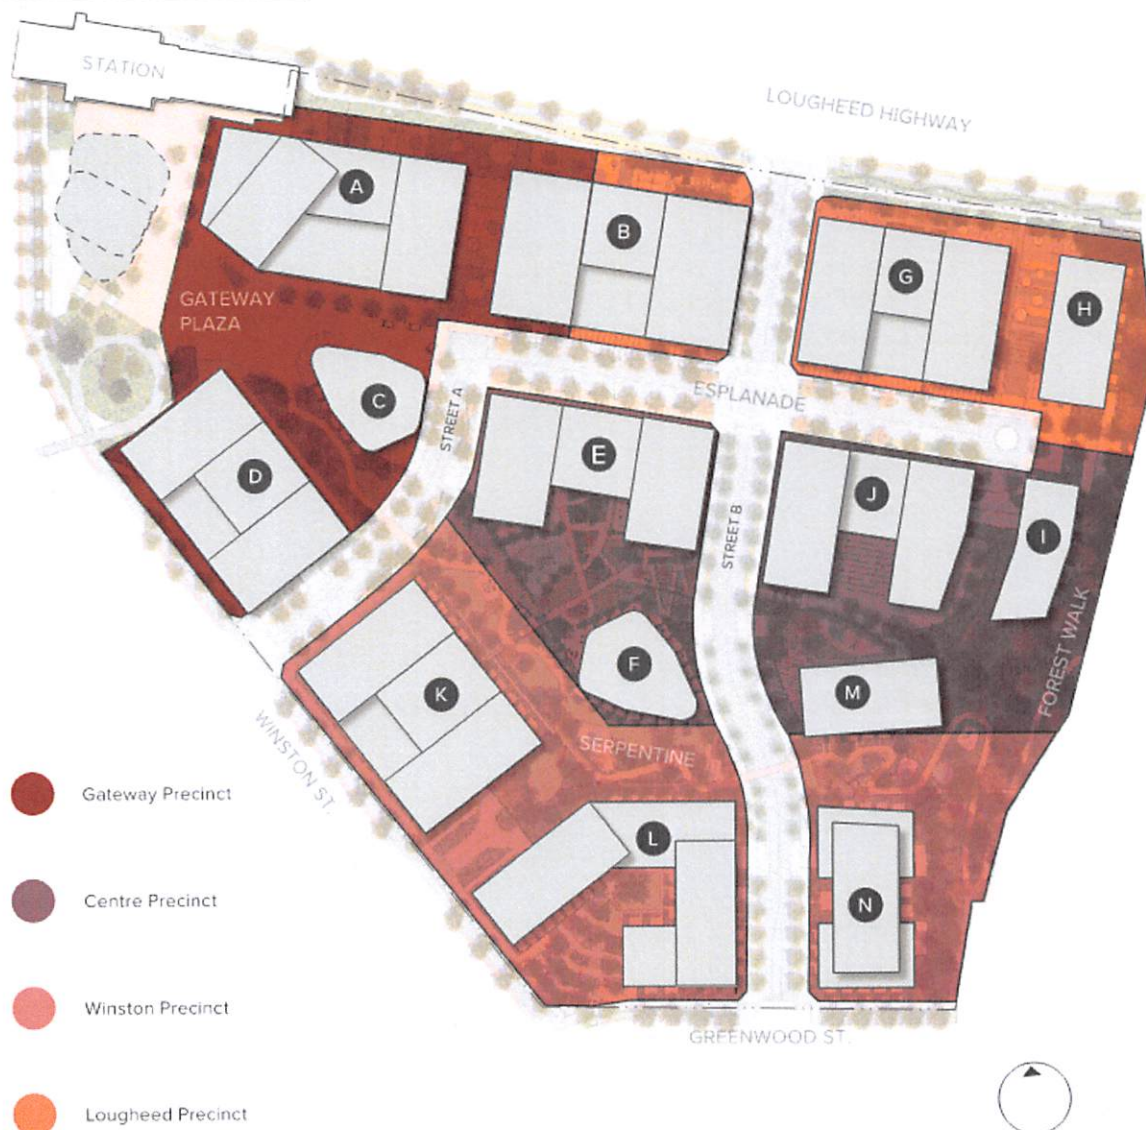 STATION
LOUGHEED HIGHWAY
A
B
G
H
GATEWAY
PLAZA
C
STREET A
ESPLANADE
D
E
STREET B
J
I
FOREST WALK
K
F
M
WINSTON ST.
SERPENTINE
L
N
Gateway Precinct
Centre Precinct
Winston Precinct
Lougheed Precinct
GREENWOOD ST.